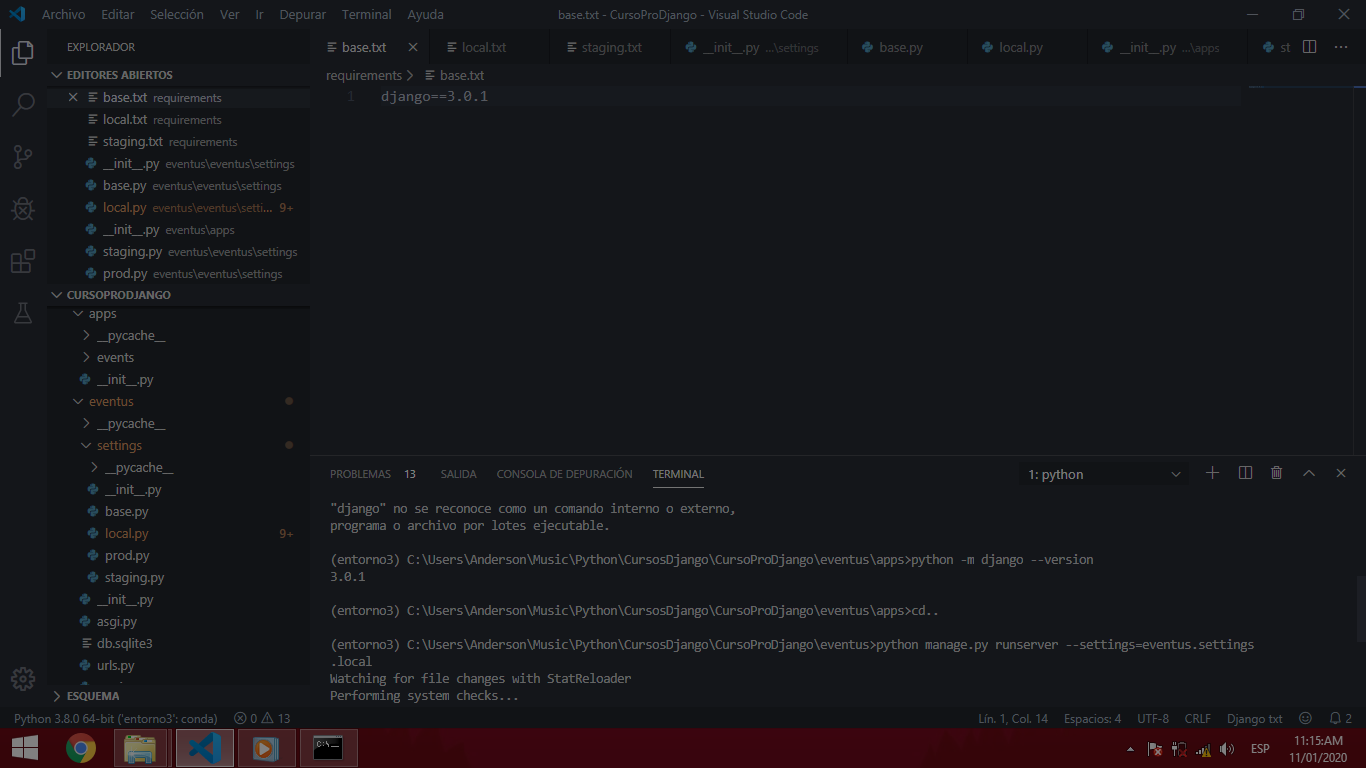 Archivo Editar Selección Ver Ir Depurar Terminal Ayuda base.txt - CursoProDjango - Visual Studio Code
EXPLORADOR
EDITORES ABIERTOS
base.txt requirements
local.txt requirements
staging.txt requirements
__init__.py eventus\eventus\settings
base.py eventus\eventus\settings
local.py eventus\eventus\setti... 9+
__init__.py eventus\apps
staging.py eventus\eventus\settings
prod.py eventus\eventus\settings
CURSOPRODJANGO
apps
__pycache__
events
__init__.py
eventus
__pycache__
settings
__pycache__
__init__.py
base.py
local.py 9+
prod.py
staging.py
__init__.py
asgi.py
db.sqlite3
urls.py
ESQUEMA
base.txt local.txt staging.txt __init__.py ...\settings base.py local.py __init__.py ...\apps st
requirements > base.txt
1 django==3.0.1
PROBLEMAS 13 SALIDA CONSOLA DE DEPURACIÓN TERMINAL 1: python
"django" no se reconoce como un comando interno o externo,
programa o archivo por lotes ejecutable.
(entorno3) C:\Users\Anderson\Music\Python\CursosDjango\CursoProDjango\eventus\apps>python -m django --version
3.0.1
(entorno3) C:\Users\Anderson\Music\Python\CursosDjango\CursoProDjango\eventus\apps>cd..
(entorno3) C:\Users\Anderson\Music\Python\CursosDjango\CursoProDjango\eventus>python manage.py runserver --settings=eventus.settings
.local
Watching for file changes with StatReloader
Performing system checks...
Python 3.8.0 64-bit ('entorno3': conda) 0 13 Lín. 1, Col. 14 Espacios: 4 UTF-8 CRLF Django txt 2
C:\_
ESP
11:15:AM
11/01/2020